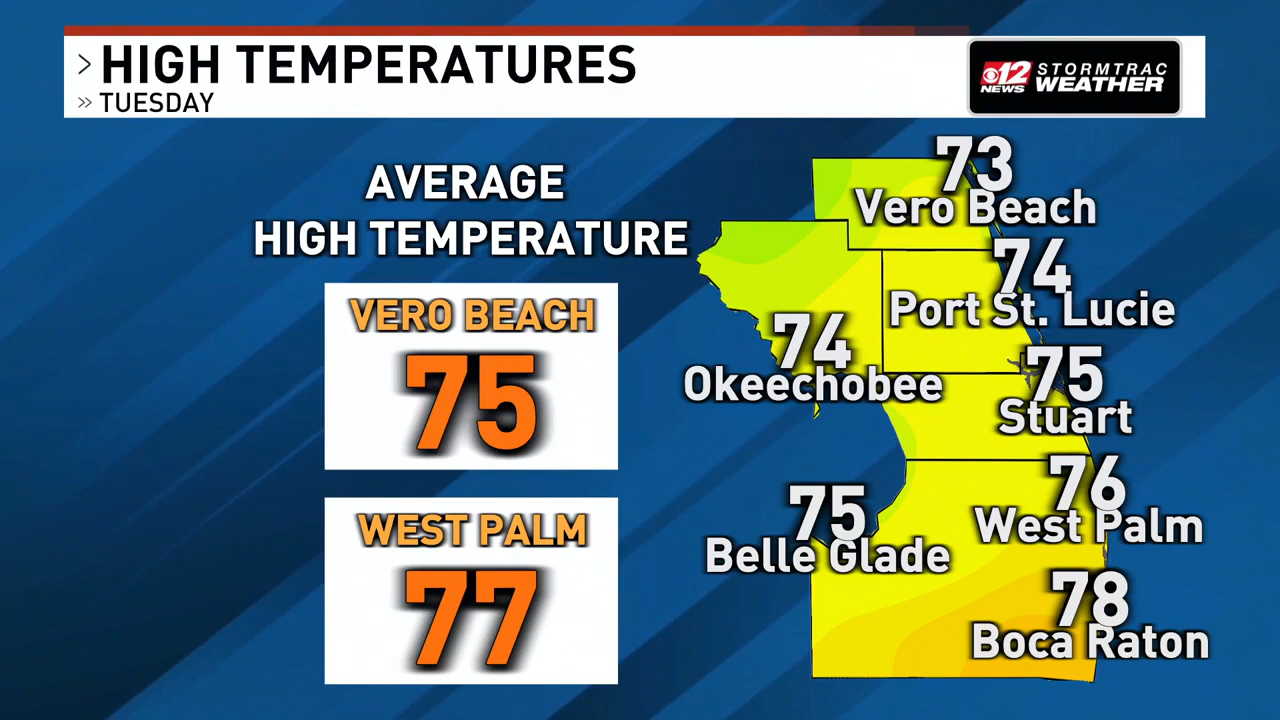 > HIGH TEMPERATURES
» TUESDAY
12 NEWS
STORMTRAC
WEATHER
AVERAGE
HIGH TEMPERATURE
VERO BEACH
75
WEST PALM
77
73
Vero Beach
74
Port St. Lucie
74
Okeechobee
75
Stuart
76
West Palm
75
Belle Glade
78
Boca Raton